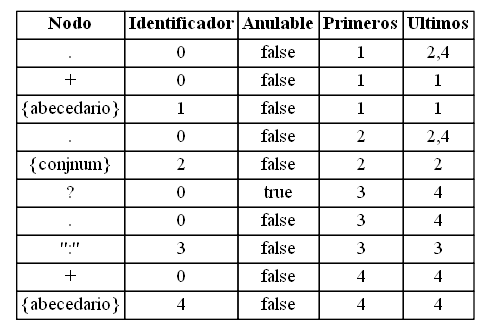 Nodo Identificador Anulable Primeros Ultimos
. 0 false 1 2,4
+ 0 false 1 1
{abecedario} 1 false 1 1
. 0 false 2 2,4
{conjnum} 2 false 2 2
? 0 true 3 4
. 0 false 3 4
":" 3 false 3 3
+ 0 false 4 4
{abecedario} 4 false 4 4